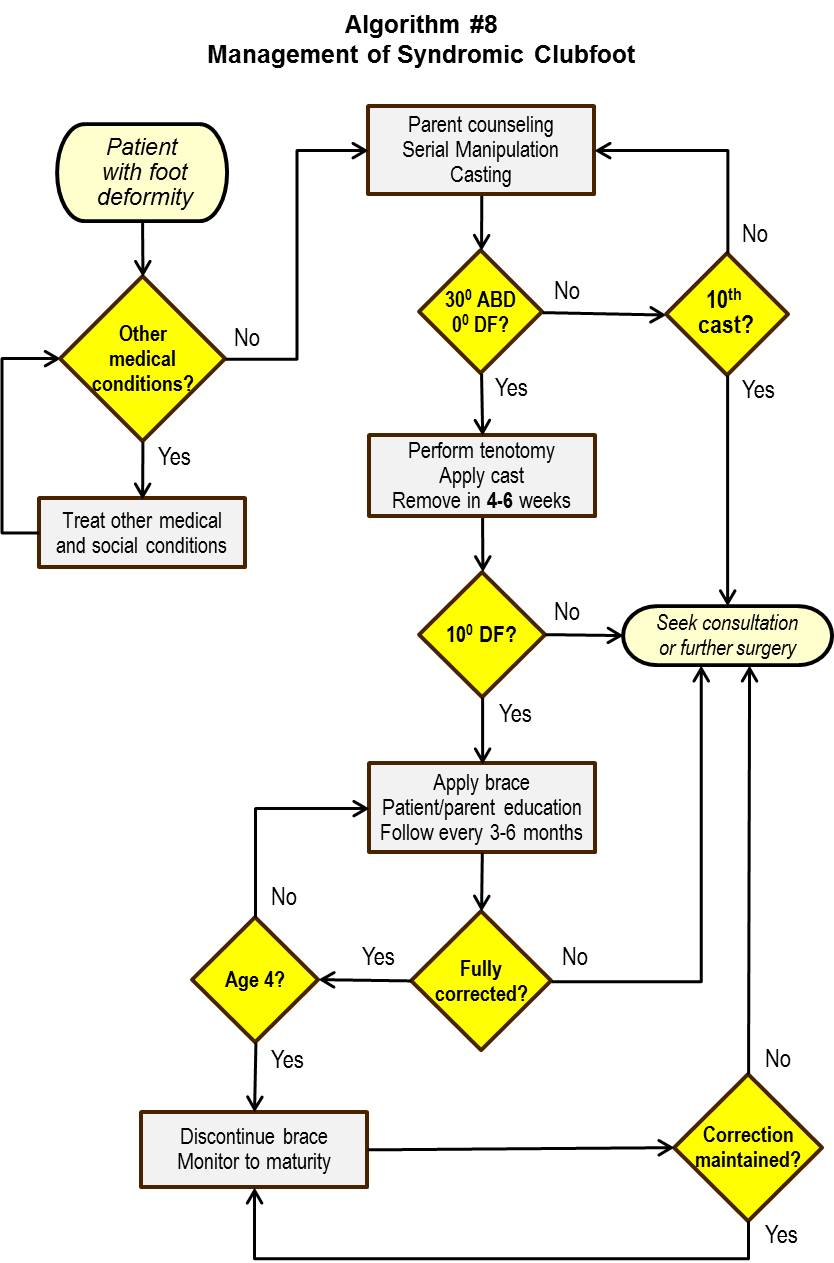 Algorithm #8
Management of Syndromic Clubfoot
Patient
with foot
deformity
Other
medical
conditions?
No
Yes
Treat other medical
and social conditions
Parent counseling
Serial Manipulation
Casting
30⁰ ABD
0⁰ DF?
No
Yes
10th
cast?
No
Yes
Perform tenotomy
Apply cast
Remove in 4-6 weeks
10⁰ DF?
No
Yes
Seek consultation
or further surgery
Apply brace
Patient/parent education
Follow every 3-6 months
Fully
corrected?
No
Yes
Age 4?
No
Yes
Discontinue brace
Monitor to maturity
Correction
maintained?
No
Yes